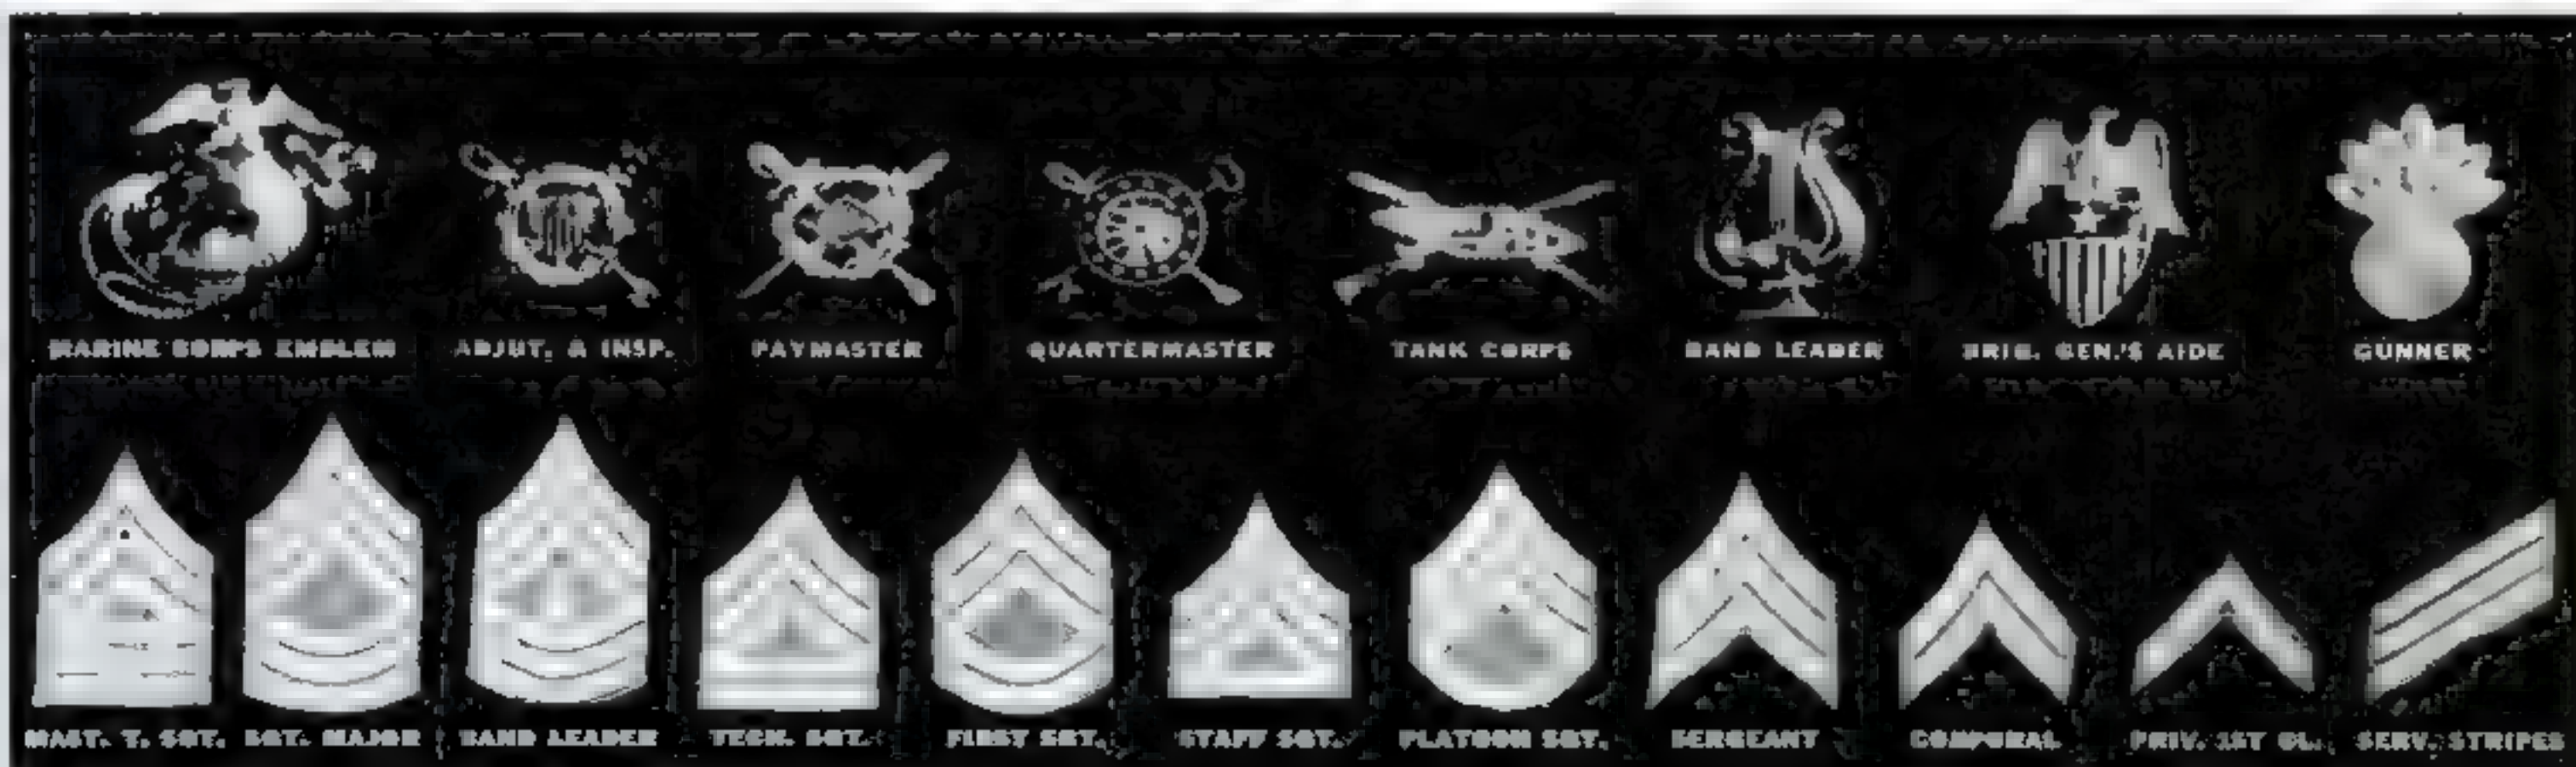 MARINE CORPS EMBLEM ADJUT. & INSP. PAYMASTER QUARTERMASTER TANK CORPS BAND LEADER BRIG. GEN.'S AIDE GUNNER
MAST. T. SGT. SGT. MAJOR BAND LEADER TECH. SGT. FIRST SGT. STAFF SGT. PLATOON SGT. SERGEANT CORPORAL PRIV. 1ST CL. SERV. STRIPES